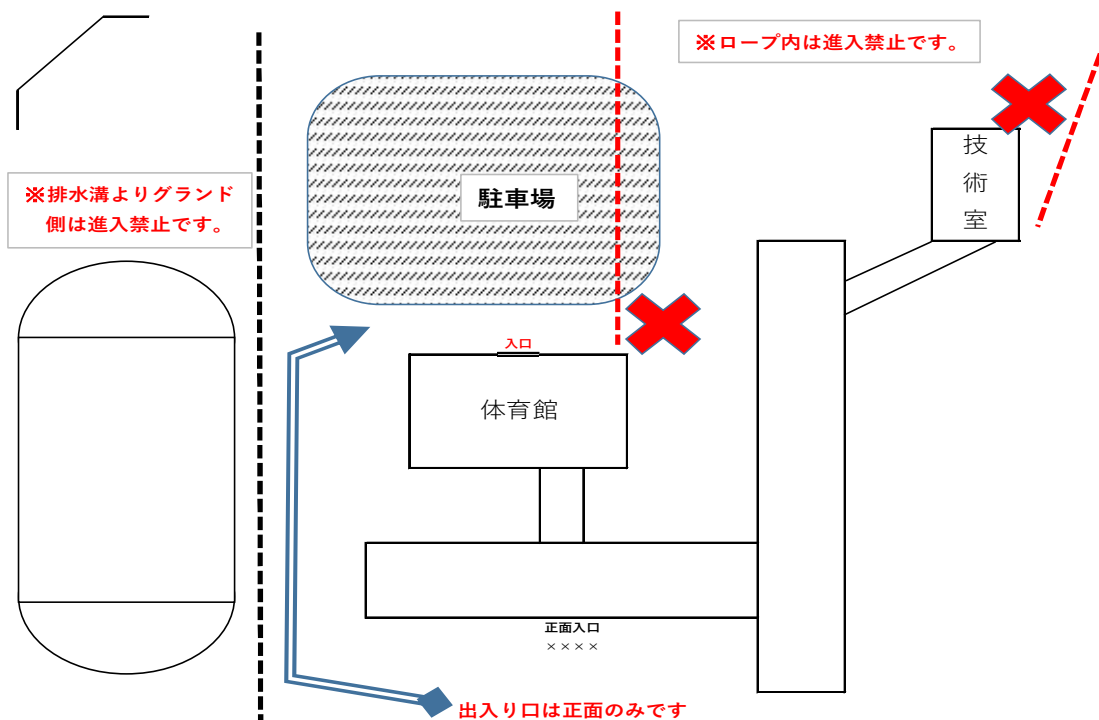 ※ロープ内は進入禁止です。
技
術
室
※排水溝よりグランド
側は進入禁止です。
駐車場
入口
体育館
正面入口
××××
出入り口は正面のみです